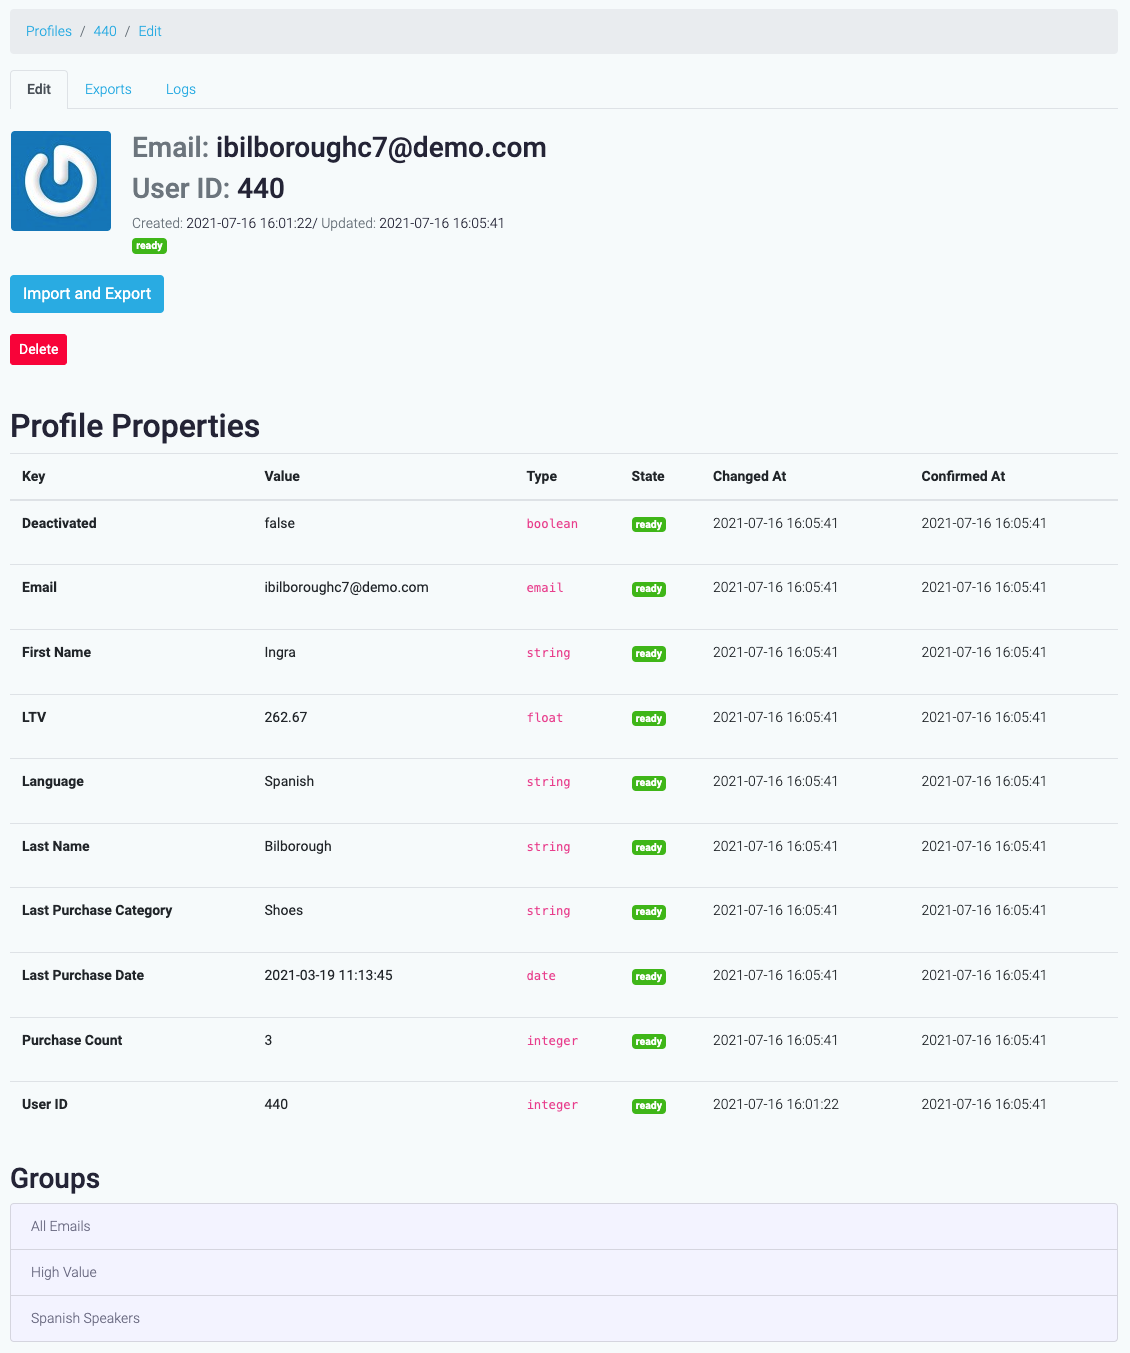 Profiles / 440 / Edit
Edit Exports Logs
Email: ibilboroughc7@demo.com
User ID: 440
Created: 2021-07-16 16:01:22/ Updated: 2021-07-16 16:05:41
ready
Import and Export
Delete
Profile Properties
Key Value Type State Changed At Confirmed At
Deactivated false boolean ready 2021-07-16 16:05:41 2021-07-16 16:05:41
Email ibilboroughc7@demo.com email ready 2021-07-16 16:05:41 2021-07-16 16:05:41
First Name Ingra string ready 2021-07-16 16:05:41 2021-07-16 16:05:41
LTV 262.67 float ready 2021-07-16 16:05:41 2021-07-16 16:05:41
Language Spanish string ready 2021-07-16 16:05:41 2021-07-16 16:05:41
Last Name Bilborough string ready 2021-07-16 16:05:41 2021-07-16 16:05:41
Last Purchase Category Shoes string ready 2021-07-16 16:05:41 2021-07-16 16:05:41
Last Purchase Date 2021-03-19 11:13:45 date ready 2021-07-16 16:05:41 2021-07-16 16:05:41
Purchase Count 3 integer ready 2021-07-16 16:05:41 2021-07-16 16:05:41
User ID 440 integer ready 2021-07-16 16:01:22 2021-07-16 16:05:41
Groups
All Emails
High Value
Spanish Speakers